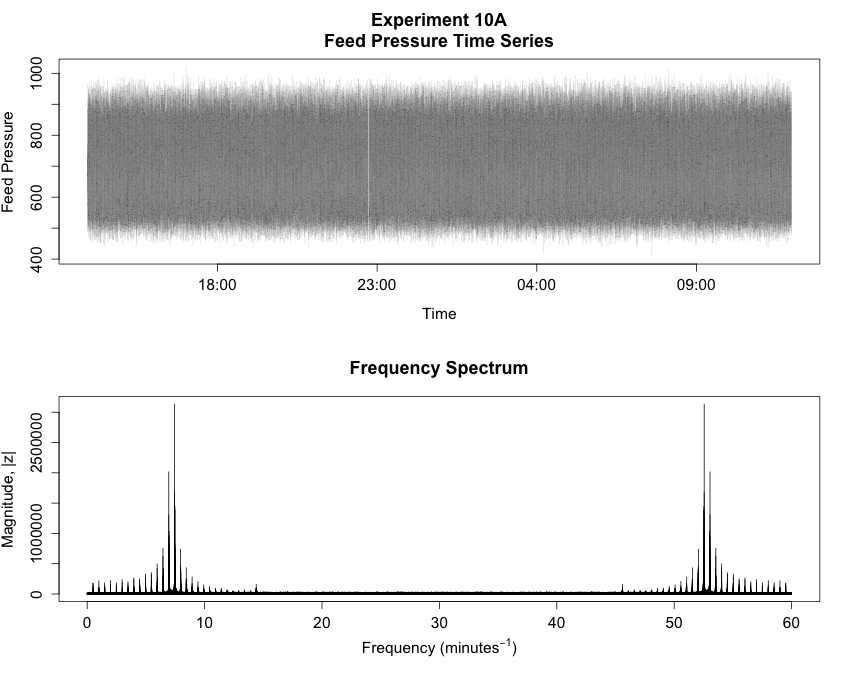 Experiment 10A
Feed Pressure Time Series
Feed Pressure
400 600 800 1000
18:00 23:00 04:00 09:00
Time
Frequency Spectrum
Magnitude, |z|
0 1000000 2500000
0 10 20 30 40 50 60
Frequency (minutes⁻¹)